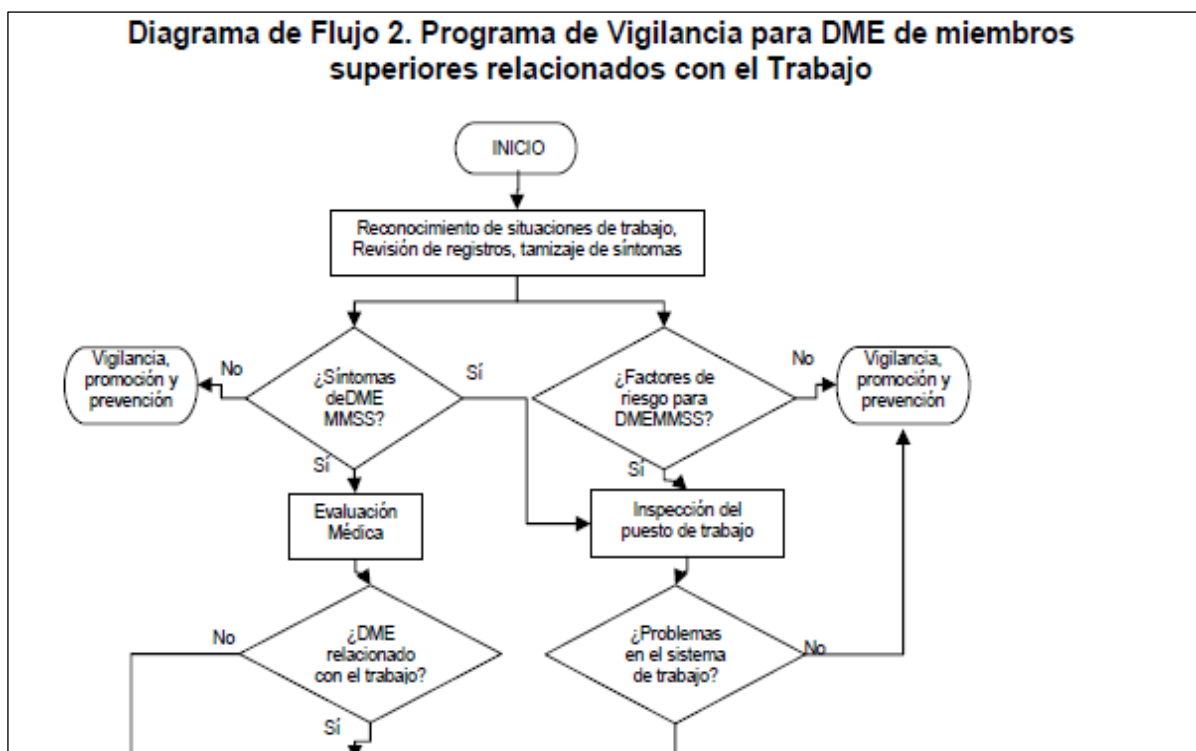 Diagrama de Flujo 2. Programa de Vigilancia para DME de miembros
superiores relacionados con el Trabajo
INICIO
Reconocimiento de situaciones de trabajo,
Revisión de registros, tamizaje de síntomas
Vigilancia,
promoción y
prevención
No
¿Síntomas
deDME
MMSS?
Sí
¿Factores de
riesgo para
DMEMMSS?
No
Vigilancia,
promoción y
prevención
Sí
Sí
Evaluación
Médica
Inspección del
puesto de trabajo
No
¿DME
relacionado
con el trabajo?
¿Problemas
en el sistema
de trabajo?
No
Sí